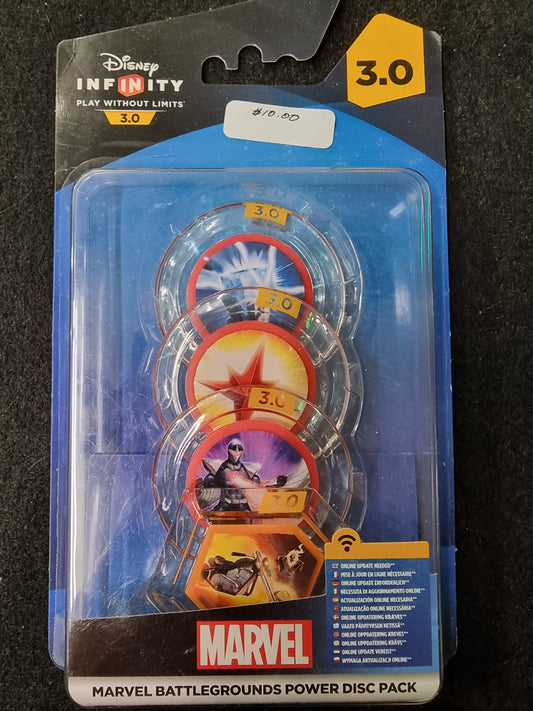 Disney
INFINITY
PLAY WITHOUT LIMITS™
3.0
3.0
$10.00
3.0
3.0
3.0
3.0
ONLINE UPDATE NEEDED**
MISE À JOUR EN LIGNE NÉCESSAIRE**
ONLINE UPDATE ERFORDERLICH**
NECESSITA DI AGGIORNAMENTO ONLINE**
ACTUALIZACIÓN ONLINE NECESARIA**
ATUALIZAÇÃO ONLINE NECESSÁRIA**
ONLINE OPDATERING KRÆVES**
VAATII PÄIVITYKSEN NETISSÄ**
ONLINE OPPDATERING KREVES**
ONLINE UPPDATERING KRÄVS**
ONLINE UPDATE VEREIST**
WYMAGA AKTUALIZACJI ONLINE**
MARVEL
MARVEL BATTLEGROUNDS POWER DISC PACK